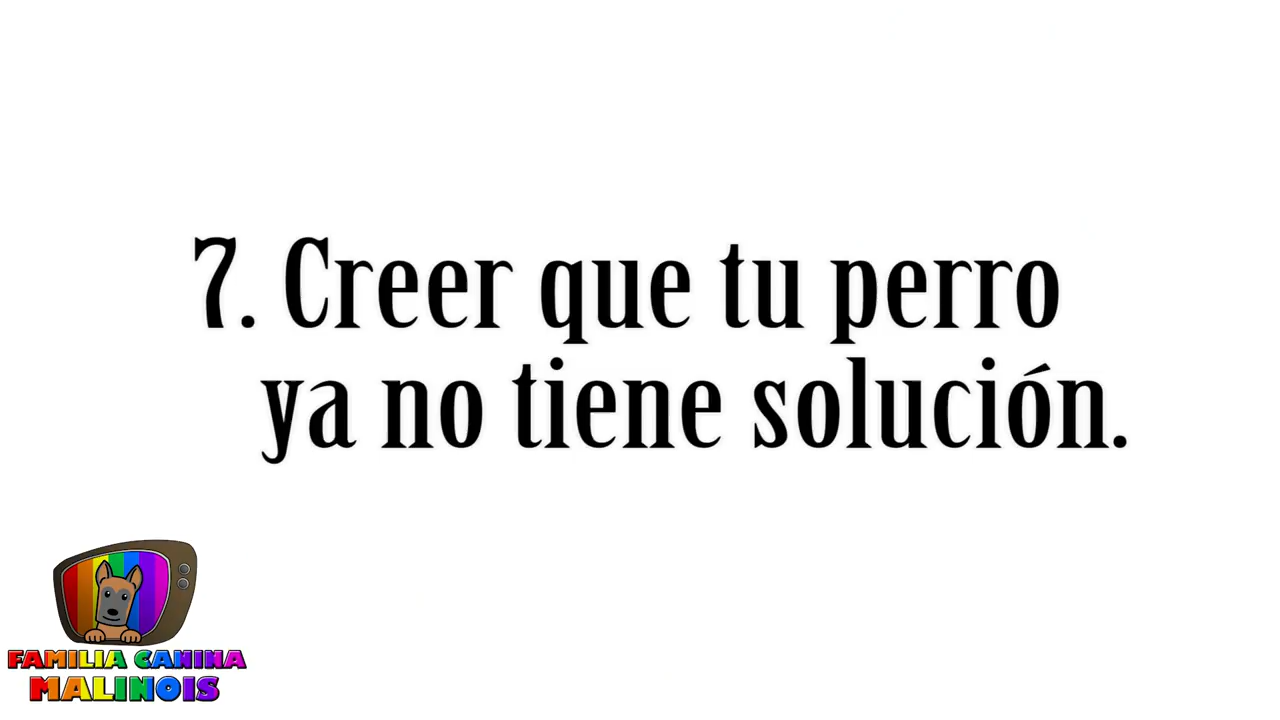 7. Creer que tu perro
ya no tiene solución.
FAMILIA CANINA
MALINOIS